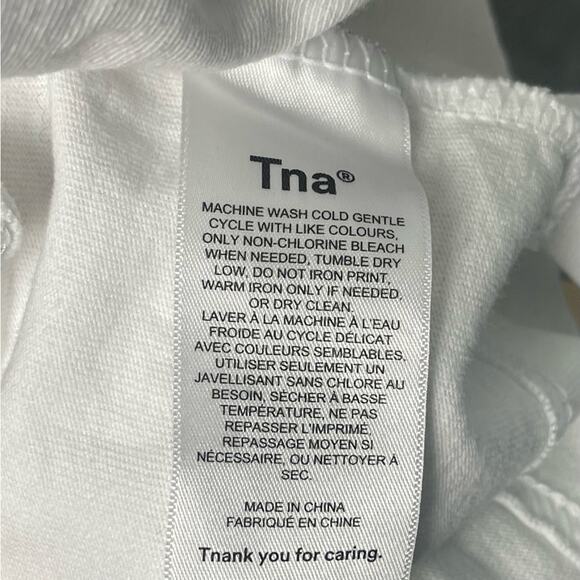 Tna®
MACHINE WASH COLD GENTLE
CYCLE WITH LIKE COLOURS,
ONLY NON-CHLORINE BLEACH
WHEN NEEDED, TUMBLE DRY
LOW, DO NOT IRON PRINT,
WARM IRON ONLY IF NEEDED,
OR DRY CLEAN.
LAVER À LA MACHINE À L'EAU
FROIDE AU CYCLE DÉLICAT
AVEC COULEURS SEMBLABLES.
UTILISER SEULEMENT UN
JAVELLISANT SANS CHLORE AU
BESOIN, SÉCHER À BASSE
TEMPÉRATURE, NE PAS
REPASSER L'IMPRIMÉ,
REPASSAGE MOYEN SI
NÉCESSAIRE, OU NETTOYER À
SEC.
MADE IN CHINA
FABRIQUÉ EN CHINE
Tnank you for caring.